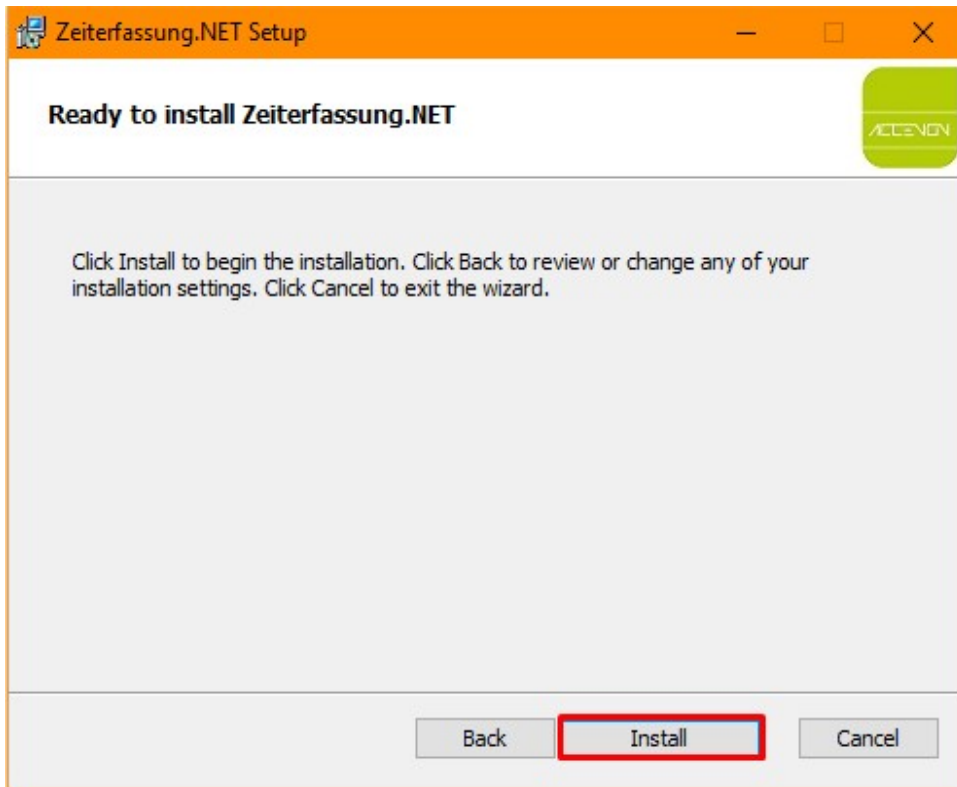 Zeiterfassung.NET Setup
Ready to install Zeiterfassung.NET
ACCENON
Click Install to begin the installation. Click Back to review or change any of your
installation settings. Click Cancel to exit the wizard.
Back
Install
Cancel